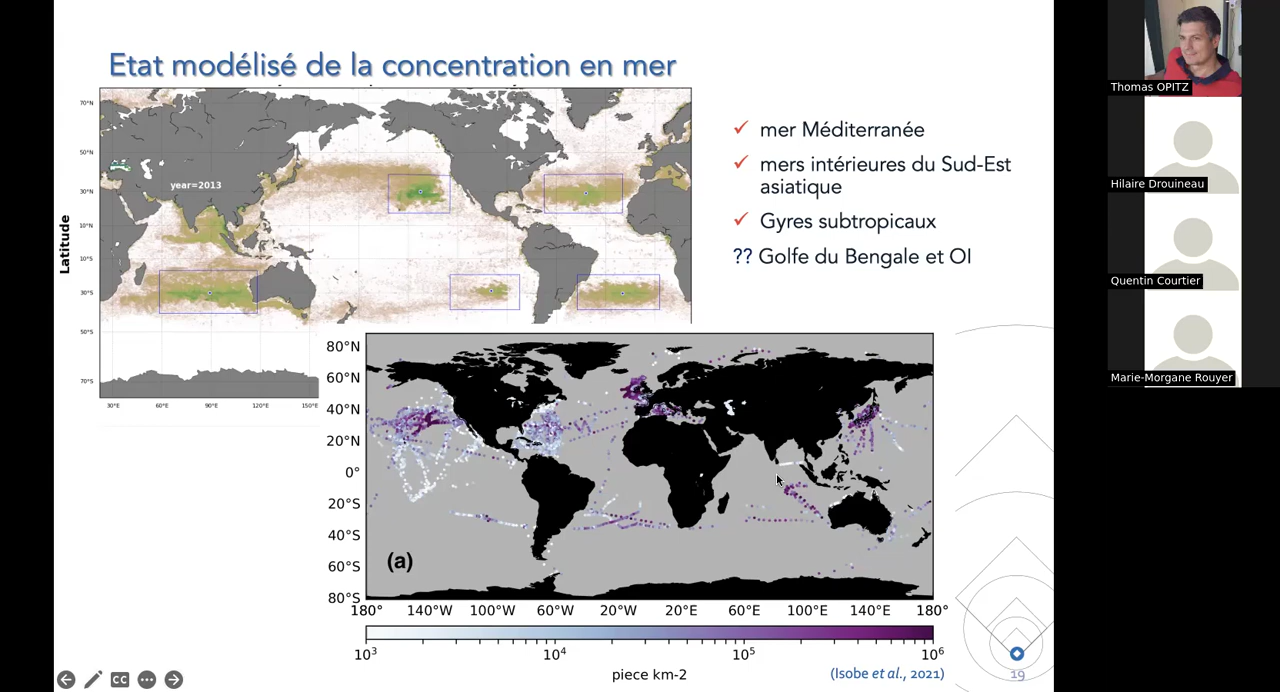 Etat modélisé de la concentration en mer
70°N
50°N
30°N
10°N
10°S
30°S
50°S
70°S
Latitude
year=2013
30°E
60°E
90°E
120°E
150°E
✓ mer Méditerranée
✓ mers intérieures du Sud-Est
asiatique
✓ Gyres subtropicaux
?? Golfe du Bengale et OI
80°N
60°N
40°N
20°N
0°
20°S
40°S
60°S
80°S
(a)
180° 140°W 100°W 60°W 20°W 20°E 60°E 100°E 140°E 180°
10³ 10⁴ 10⁵ 10⁶
piece km-2
(Isobe et al., 2021)
19
CC
Thomas OPITZ
Hilaire Drouineau
Quentin Courtier
Marie-Morgane Rouyer